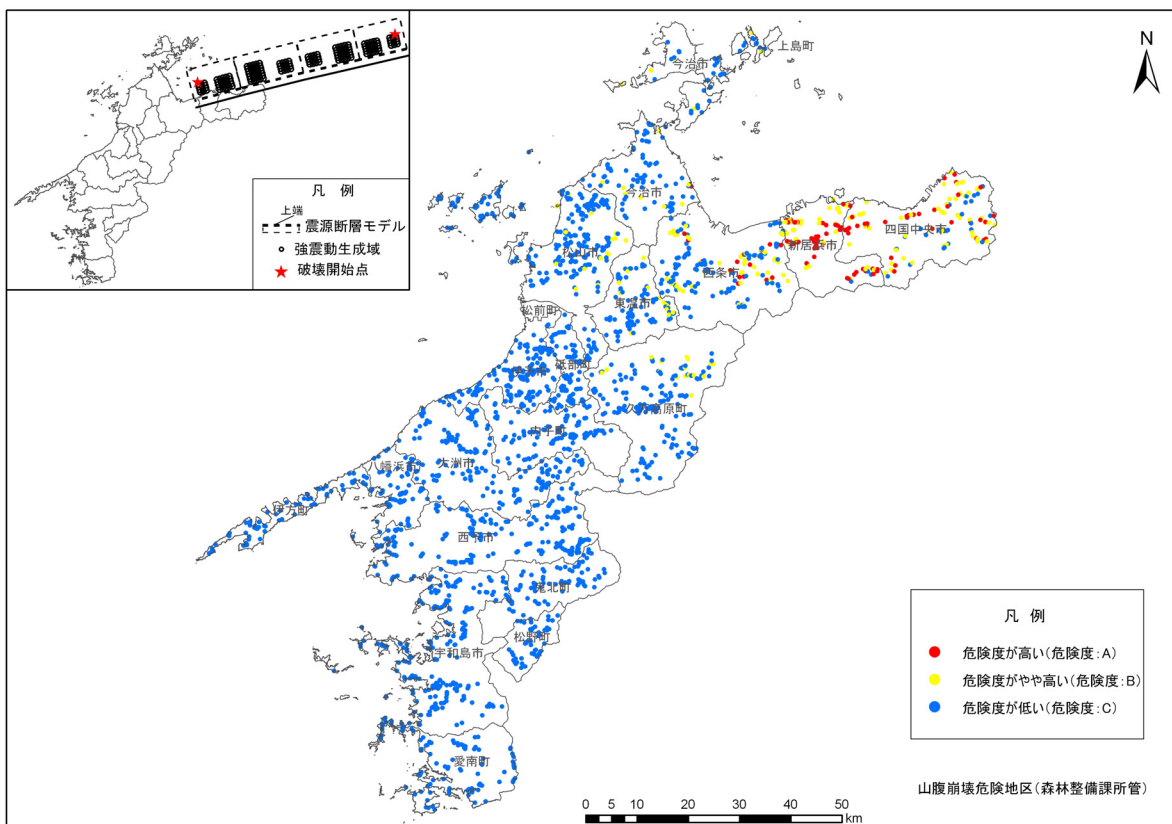 凡 例
上端
震源断層モデル
強震動生成域
破壊開始点
N
上島町
今治市
今治市
四国中央市
新居浜市
松山市
西条市
東温市
松前町
砥部町
久万高原町
内子町
八幡浜市
大洲市
伊方町
西予市
鬼北町
松野町
宇和島市
愛南町
凡 例
危険度が高い(危険度:A)
危険度がやや高い(危険度:B)
危険度が低い(危険度:C)
山腹崩壊危険地区(森林整備課所管)
0 5 10 20 30 40 50
km